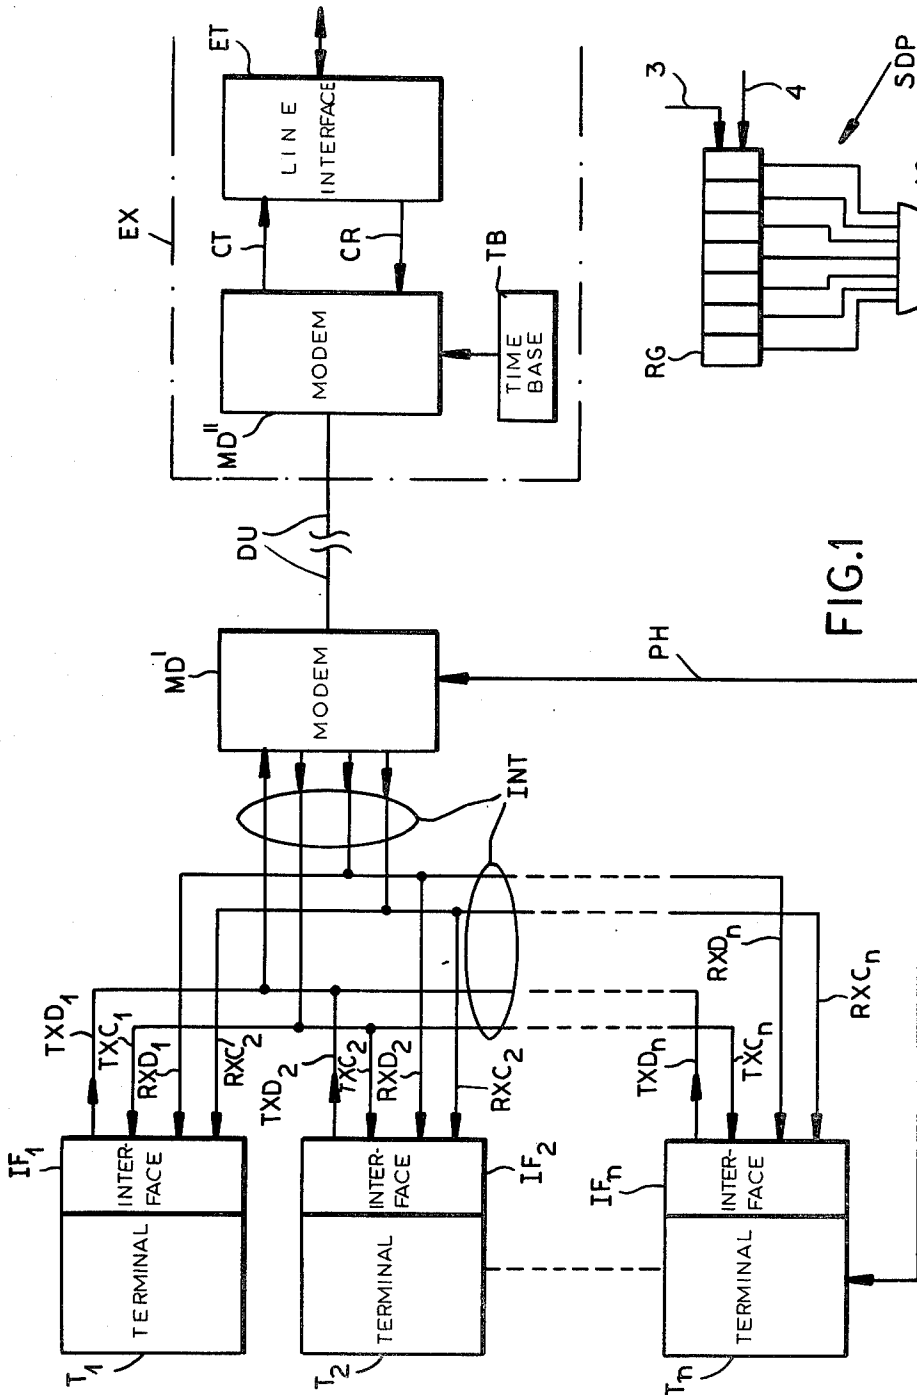 EX
ET
LINE
INTERFACE
CT
CR
MODEM
MD''
TIME
BASE
TB
3
4
SDP
RG
DU
MD'
MODEM
PH
FIG.1
INT
TXD1
TXC1
RXD1
RXC'2
TXD2
TXC2
RXD2
RXC2
TXDn
TXCn
RXDn
RXCn
IF1
INTER-
FACE
TERMINAL
T1
IF2
INTER-
FACE
TERMINAL
T2
IFn
INTER-
FACE
TERMINAL
Tn